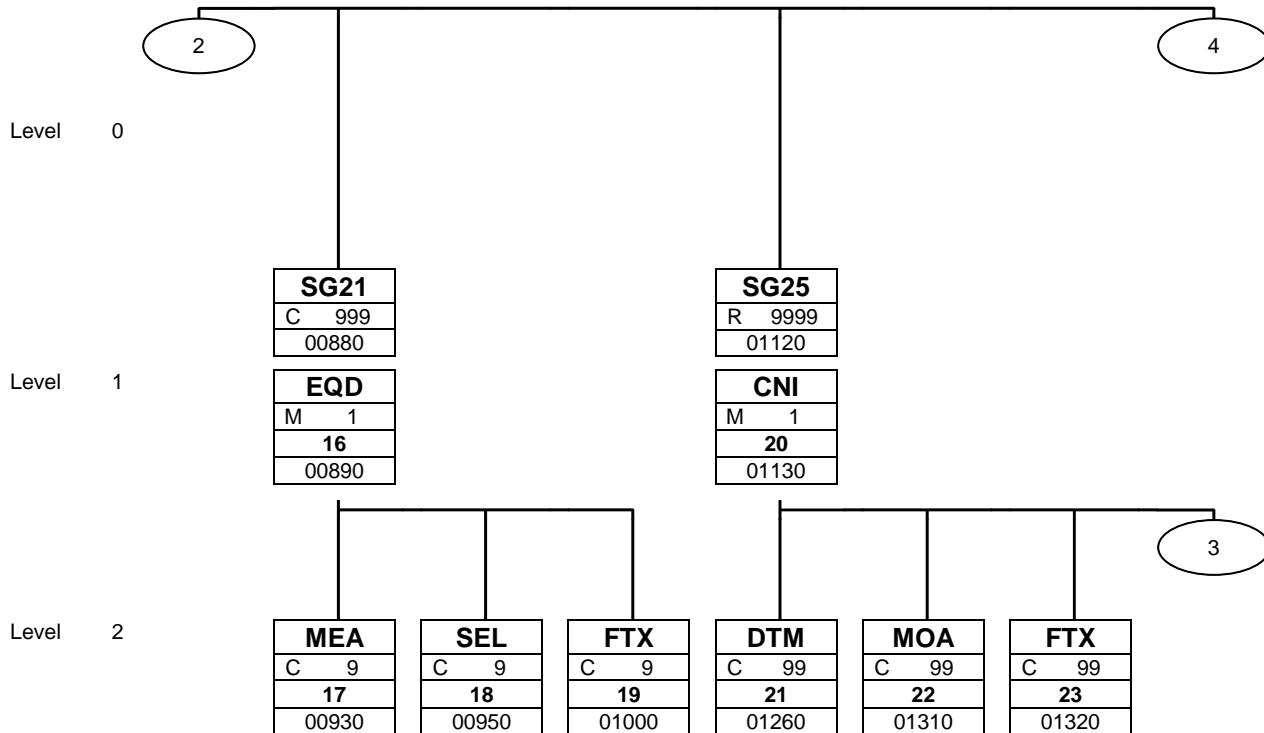 2 4
Level 0
SG21 SG25
C 999 R 9999
00880 01120
Level 1
EQD CNI
M 1 M 1
16 20
00890 01130
3
Level 2
MEA SEL FTX DTM MOA FTX
C 9 C 9 C 9 C 99 C 99 C 99
17 18 19 21 22 23
00930 00950 01000 01260 01310 01320